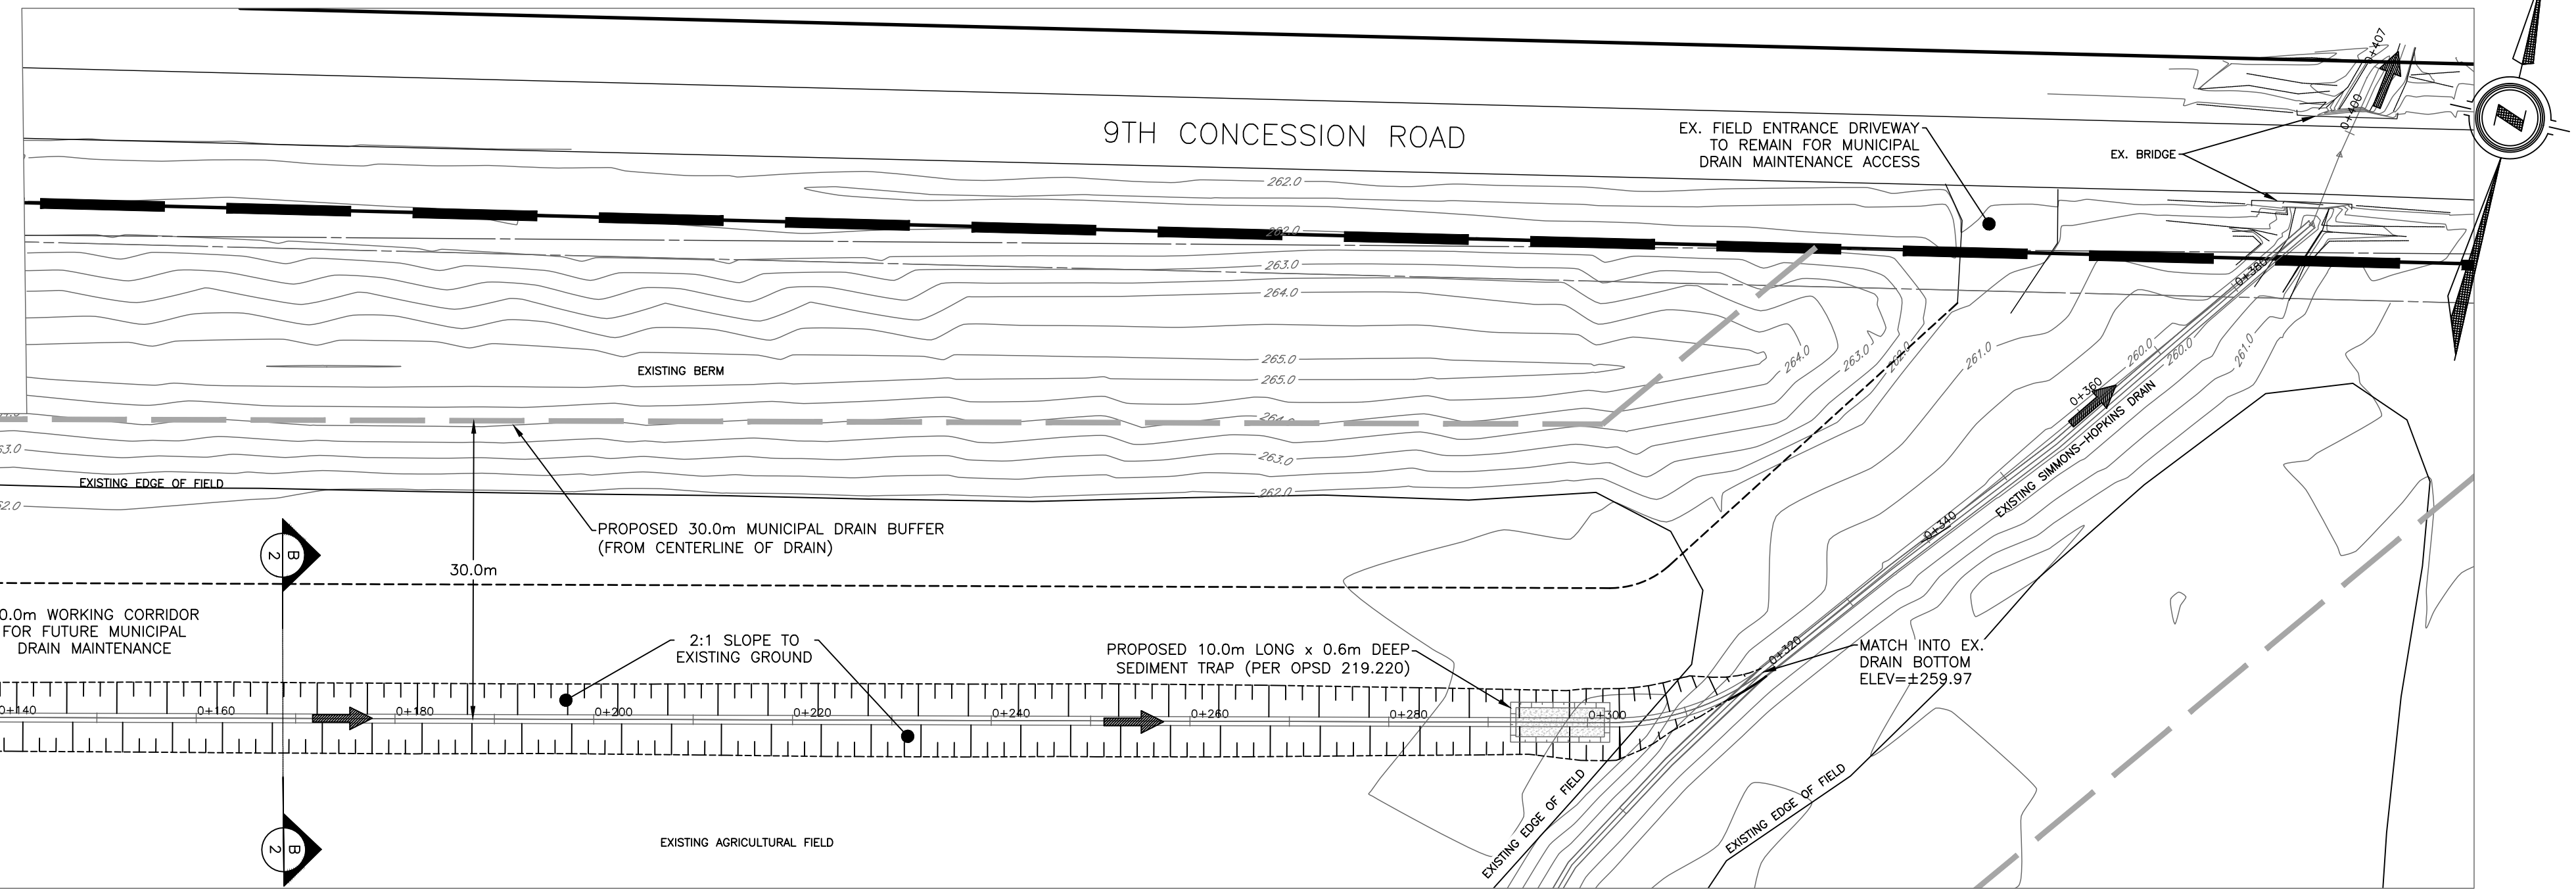 0+407
0+400
9TH CONCESSION ROAD
EX. FIELD ENTRANCE DRIVEWAY
TO REMAIN FOR MUNICIPAL
DRAIN MAINTENANCE ACCESS
EX. BRIDGE
262.0
262.0
263.0
264.0
0+380
265.0
265.0
264.0
263.0
262.0
261.0
260.0
260.0
261.0
EXISTING BERM
0+360
264.0
263.0
262.0
EXISTING SIMMONS-HOPKINS DRAIN
EXISTING EDGE OF FIELD
PROPOSED 30.0m MUNICIPAL DRAIN BUFFER
(FROM CENTERLINE OF DRAIN)
0+340
B
2
30.0m
0.0m WORKING CORRIDOR
FOR FUTURE MUNICIPAL
DRAIN MAINTENANCE
2:1 SLOPE TO
EXISTING GROUND
PROPOSED 10.0m LONG x 0.6m DEEP
SEDIMENT TRAP (PER OPSD 219.220)
0+320
MATCH INTO EX.
DRAIN BOTTOM
ELEV=±259.97
0+140
0+160
0+180
0+200
0+220
0+240
0+260
0+280
0+300
B
2
EXISTING AGRICULTURAL FIELD
EXISTING EDGE OF FIELD
EXISTING EDGE OF FIELD